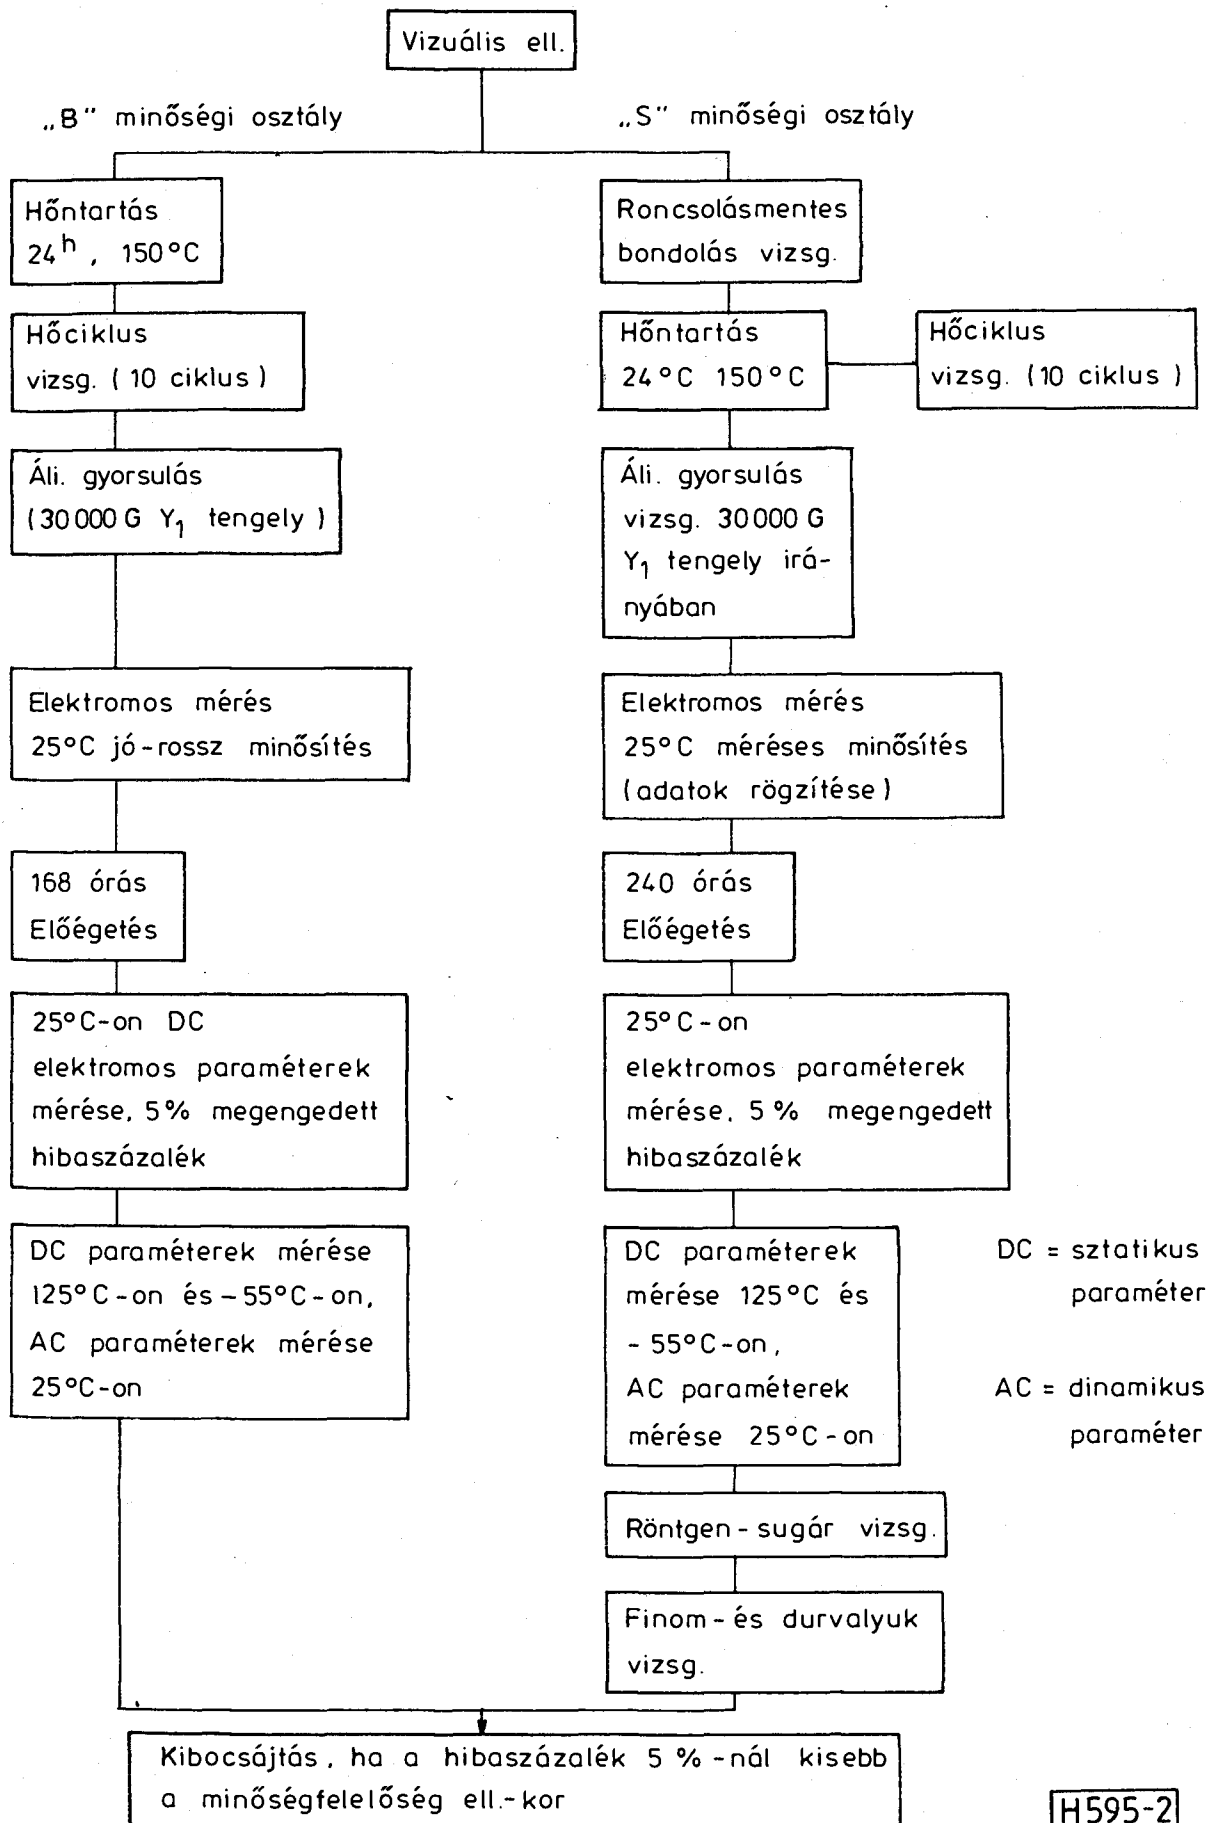 Vizuális ell.
„B" minőségi osztály
Hőntartás
24h, 150°C
Hőciklus
vizsg. (10 ciklus)
Áli. gyorsulás
(30000 G Y1 tengely)
Elektromos mérés
25°C jó-rossz minősítés
168 órás
Előégetés
25°C-on DC
elektromos paraméterek
mérése, 5% megengedett
hibaszázalék
DC paraméterek mérése
125°C-on és -55°C-on,
AC paraméterek mérése
25°C-on
„S" minőségi osztály
Roncsolásmentes
bondolás vizsg.
Hőntartás
24°C 150°C
Hőciklus
vizsg. (10 ciklus)
Áli. gyorsulás
vizsg. 30000 G
Y1 tengely irá-
nyában
Elektromos mérés
25°C méréses minősítés
(adatok rögzítése)
240 órás
Előégetés
25°C-on
elektromos paraméterek
mérése, 5% megengedett
hibaszázalék
DC paraméterek
mérése 125°C és
- 55°C-on,
AC paraméterek
mérése 25°C-on
DC = sztatikus
paraméter
AC = dinamikus
paraméter
Röntgen-sugár vizsg.
Finom-és durvalyuk
vizsg.
Kibocsájtás, ha a hibaszázalék 5%-nál kisebb
a minőségfelelőség ell.-kor
H595-2